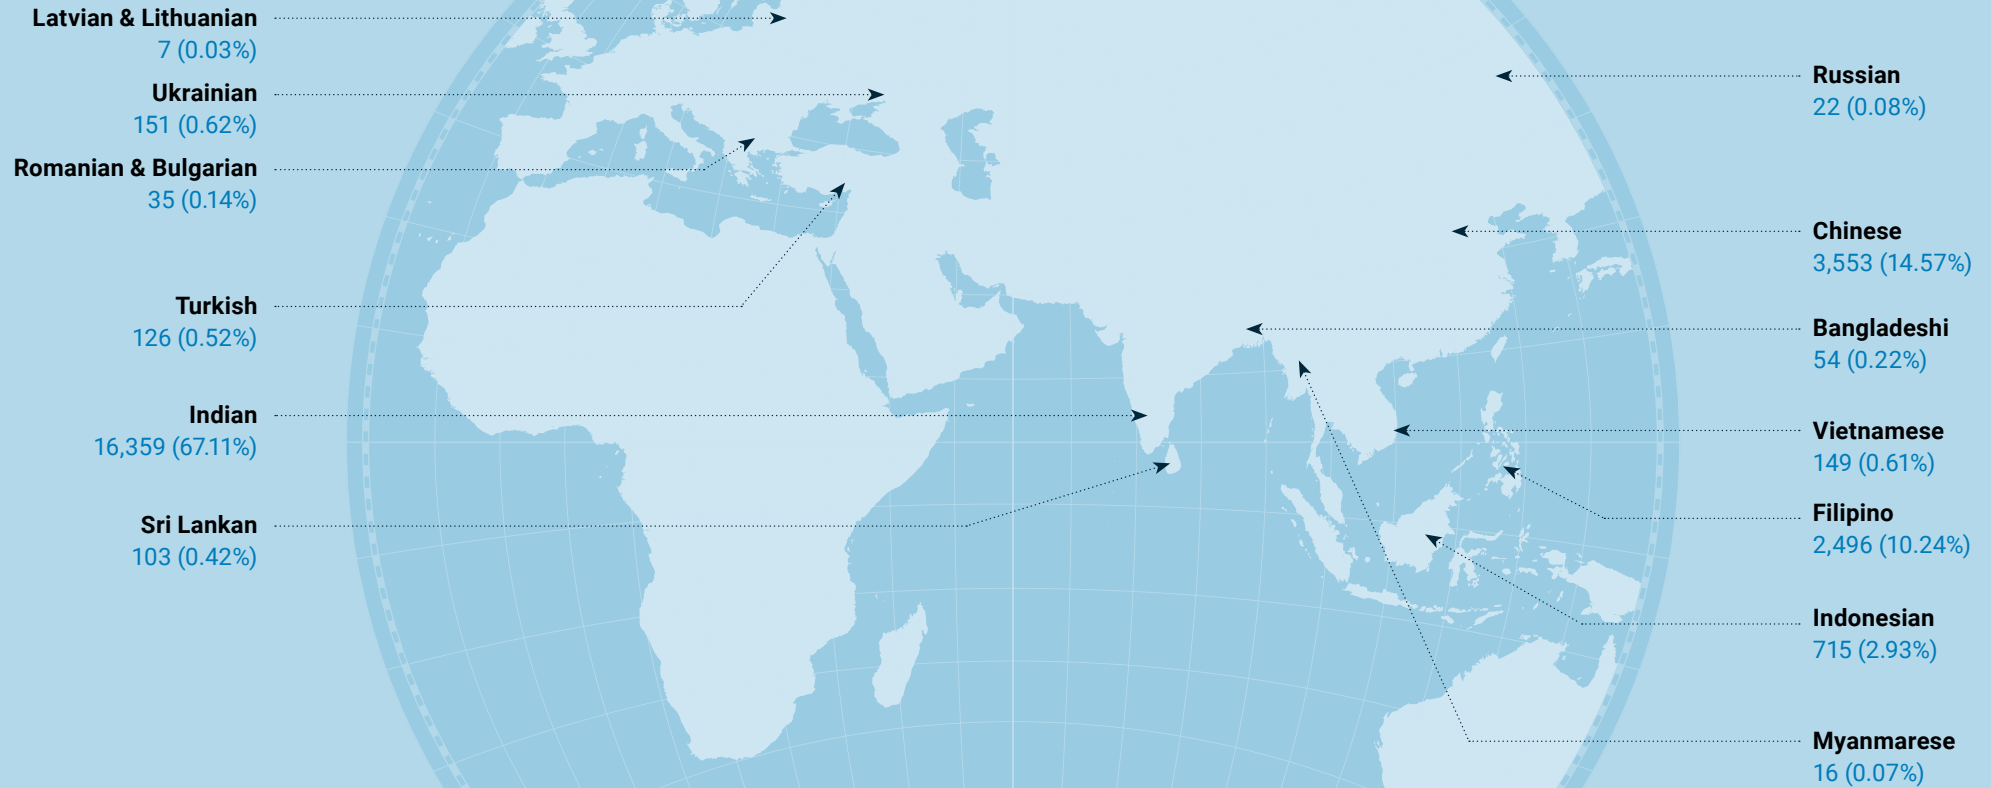 Latvian & Lithuanian
7 (0.03%)
Ukrainian
151 (0.62%)
Romanian & Bulgarian
35 (0.14%)
Turkish
126 (0.52%)
Indian
16,359 (67.11%)
Sri Lankan
103 (0.42%)
Russian
22 (0.08%)
Chinese
3,553 (14.57%)
Bangladeshi
54 (0.22%)
Vietnamese
149 (0.61%)
Filipino
2,496 (10.24%)
Indonesian
715 (2.93%)
Myanmarese
16 (0.07%)